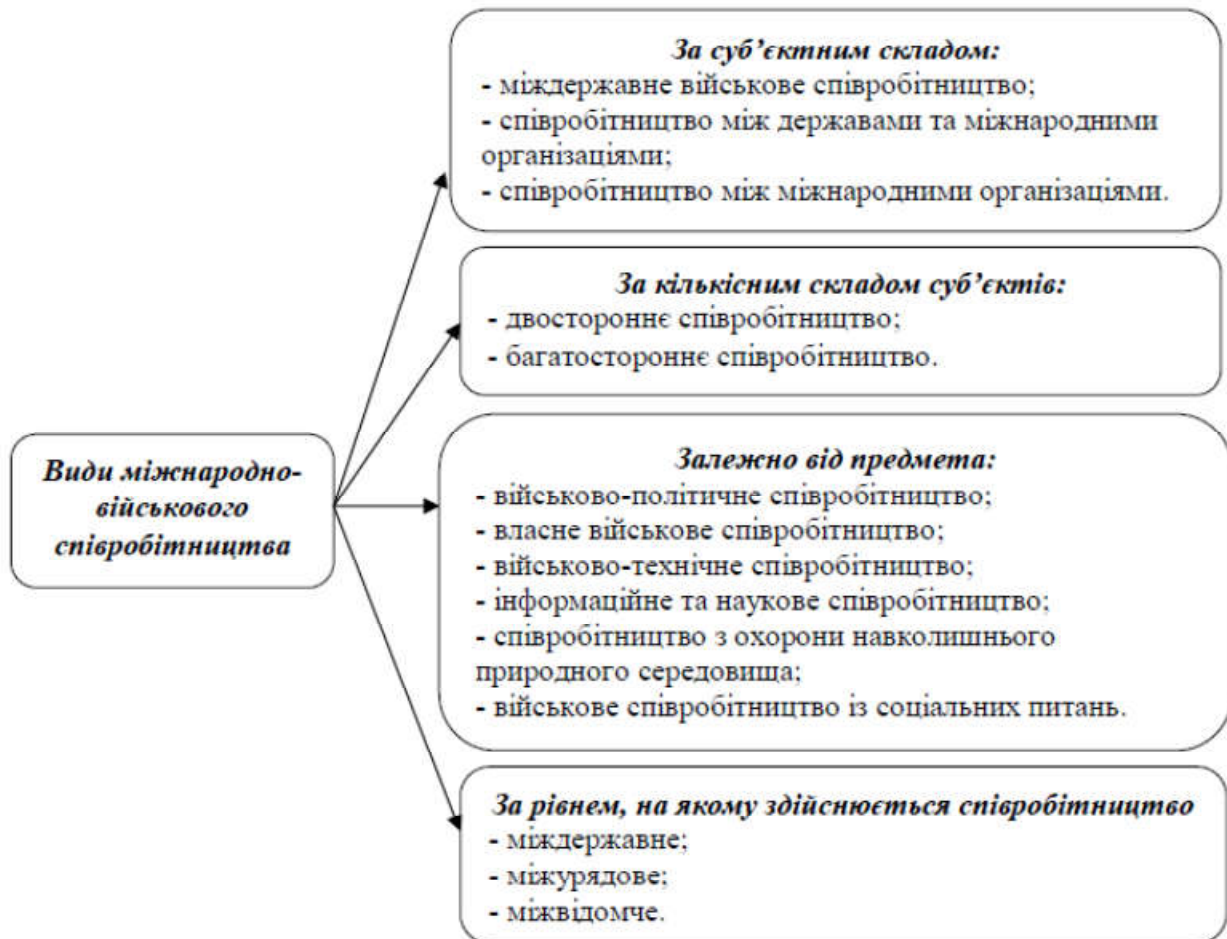 Види міжнародно-
військового
співробітництва
За суб’єктним складом:
- міждержавне військове співробітництво;
- співробітництво між державами та міжнародними
організаціями;
- співробітництво між міжнародними організаціями.
За кількісним складом суб’єктів:
- двостороннє співробітництво;
- багатостороннє співробітництво.
Залежно від предмета:
- військово-політичне співробітництво;
- власне військове співробітництво;
- військово-технічне співробітництво;
- інформаційне та наукове співробітництво;
- співробітництво з охорони навколишнього
природного середовища;
- військове співробітництво із соціальних питань.
За рівнем, на якому здійснюється співробітництво
- міждержавне;
- міжурядове;
- міжвідомче.